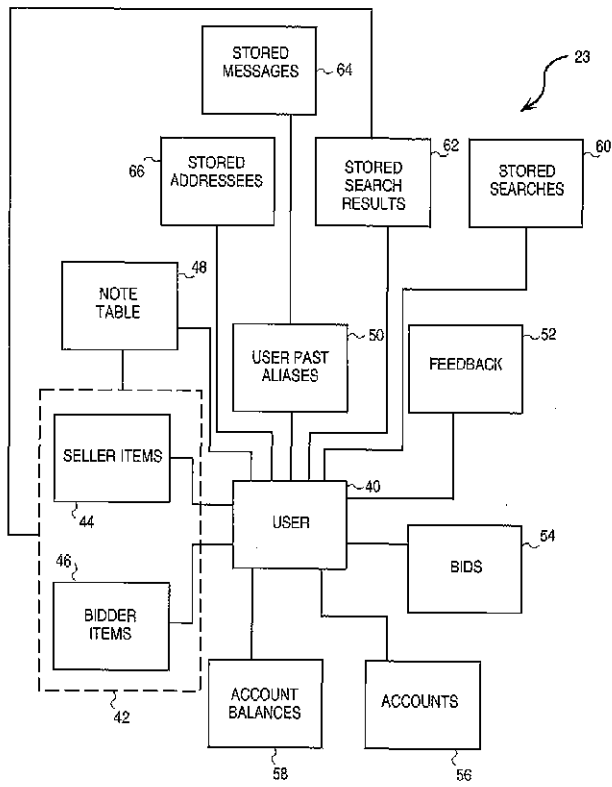 STORED
MESSAGES
64
23
66
STORED
ADDRESSEES
62
STORED
SEARCH
RESULTS
60
STORED
SEARCHES
48
NOTE
TABLE
50
USER PAST
ALIASES
52
FEEDBACK
SELLER ITEMS
44
40
USER
54
BIDS
46
BIDDER
ITEMS
42
ACCOUNT
BALANCES
58
ACCOUNTS
56